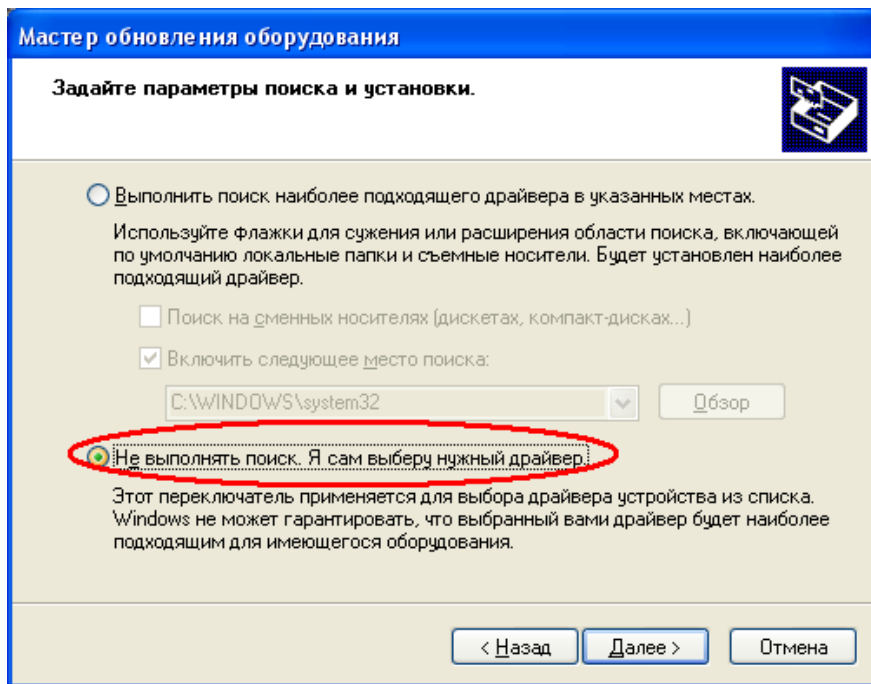 Мастер обновления оборудования
Задайте параметры поиска и установки.
Выполнить поиск наиболее подходящего драйвера в указанных местах.
Используйте флажки для сужения или расширения области поиска, включающей
по умолчанию локальные папки и съемные носители. Будет установлен наиболее
подходящий драйвер.
Поиск на сменных носителях (дискетах, компакт-дисках...)
Включить следующее место поиска:
C:\WINDOWS\system32
Обзор
Не выполнять поиск. Я сам выберу нужный драйвер.
Этот переключатель применяется для выбора драйвера устройства из списка.
Windows не может гарантировать, что выбранный вами драйвер будет наиболее
подходящим для имеющегося оборудования.
< Назад Далее > Отмена